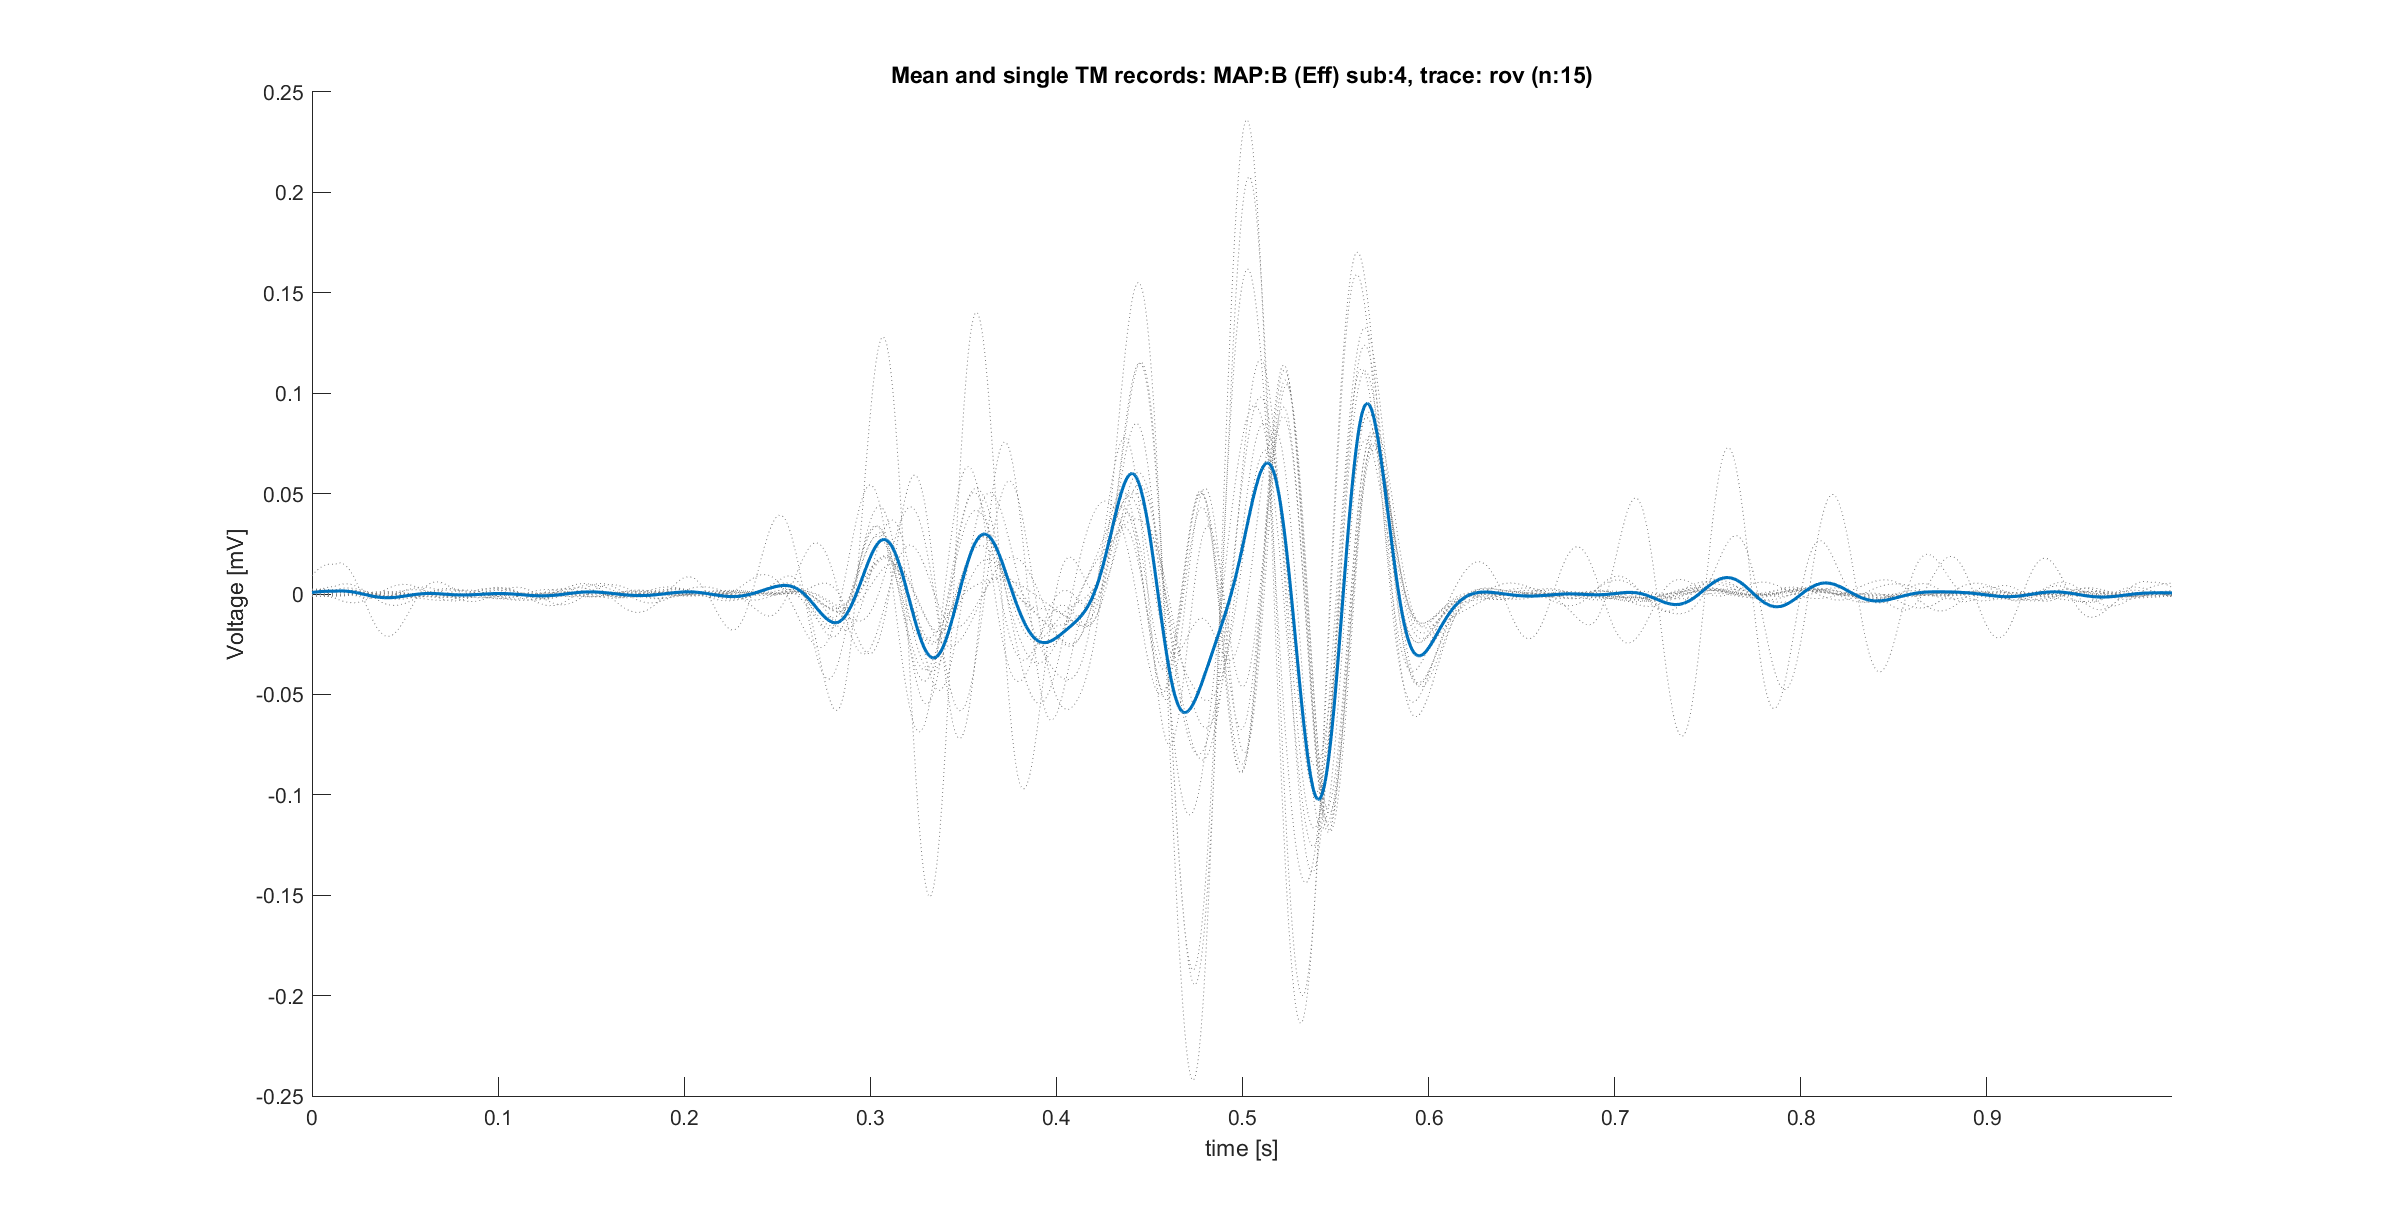 Mean and single TM records: MAP:B (Eff) sub:4, trace: rov (n:15)
0.25
0.2
0.15
0.1
0.05
0
-0.05
-0.1
-0.15
-0.2
-0.25
Voltage [mV]
0 0.1 0.2 0.3 0.4 0.5 0.6 0.7 0.8 0.9
time [s]